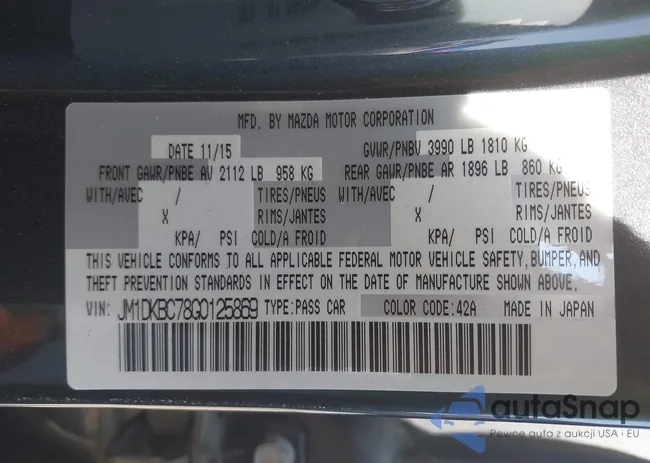 MFD. BY MAZDA MOTOR CORPORATION
DATE 11/15 GVWR/PNBV 3990 LB 1810 KG
FRONT GAWR/PNBE AV 2112 LB 958 KG REAR GAWR/PNBE AR 1896 LB 860 KG
WITH/AVEC / TIRES/PNEUS WITH/AVEC / TIRES/PNEUS
X RIMS/JANTES X RIMS/JANTES
KPA/ PSI COLD/A FROID KPA/ PSI COLD/A FROID
THIS VEHICLE CONFORMS TO ALL APPLICABLE FEDERAL MOTOR VEHICLE SAFETY, BUMPER, AND
THEFT PREVENTION STANDARDS IN EFFECT ON THE DATE OF MANUFACTURE SHOWN ABOVE.
VIN: JM1DKBC78G0125869 TYPE:PASS CAR COLOR CODE:42A MADE IN JAPAN
autoSnap
Pewne auta z aukcji USA i EU